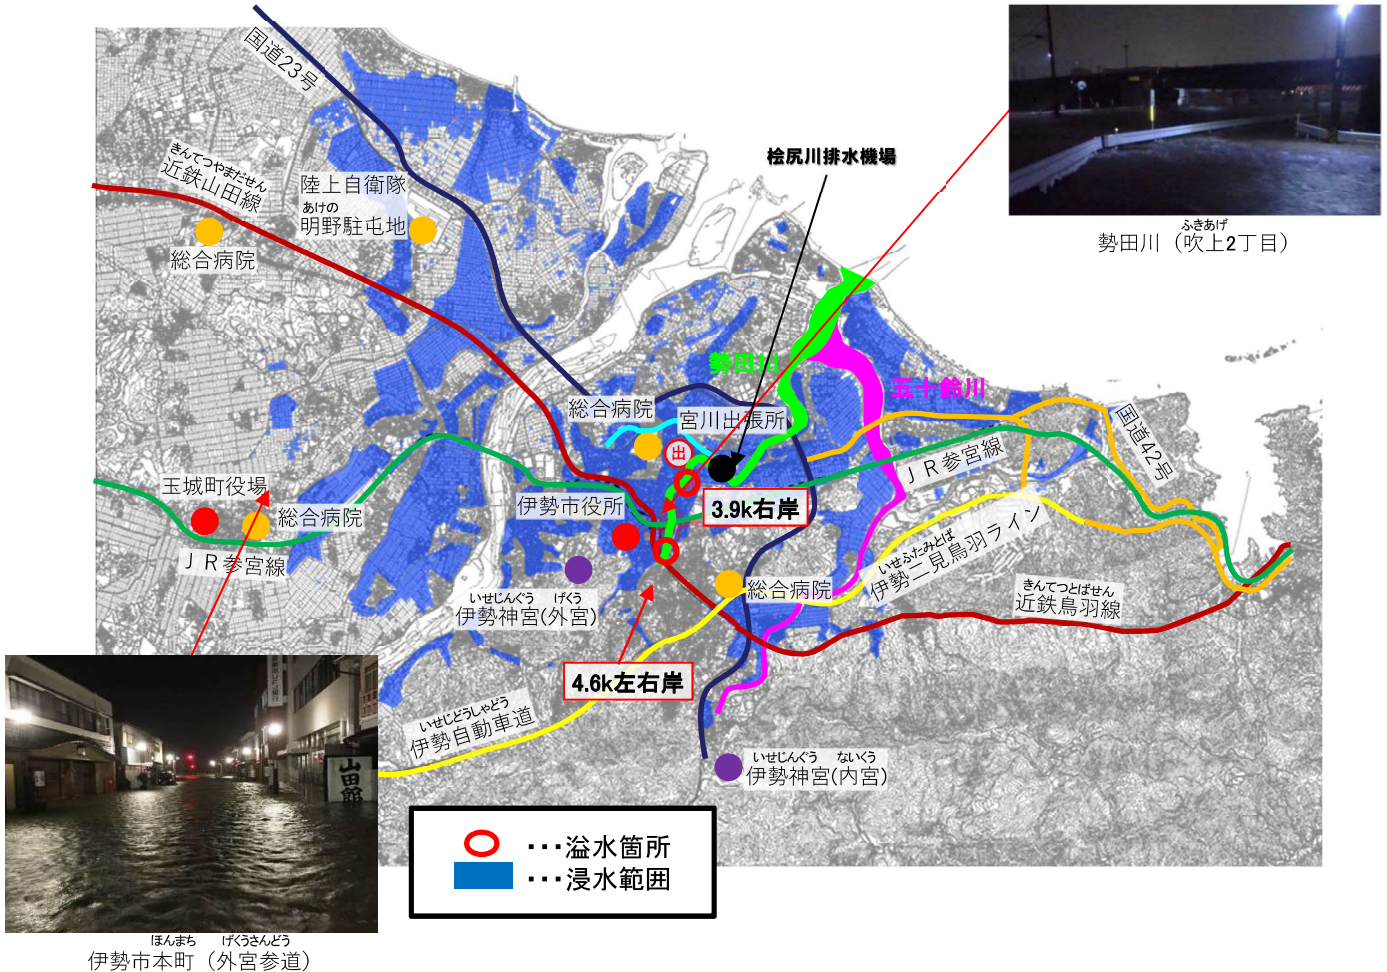 国道23号
きんてつやまだせん
近鉄山田線
陸上自衛隊
あけの
明野駐屯地
総合病院
桧尻川排水機場
ふきあげ
勢田川（吹上2丁目）
勢田川
五十鈴川
総合病院
宮川出張所
出
国道42号
ＪＲ参宮線
玉城町役場
総合病院
ＪＲ参宮線
伊勢市役所
3.9k右岸
いせふたみとば
伊勢二見鳥羽ライン
きんてつとばせん
近鉄鳥羽線
総合病院
いせじんぐう げくう
伊勢神宮(外宮)
4.6k左右岸
いせじどうしゃどう
伊勢自動車道
いせじんぐう ないくう
伊勢神宮(内宮)
山田館
・・・溢水箇所
・・・浸水範囲
ほんまち げくうさんどう
伊勢市本町（外宮参道）